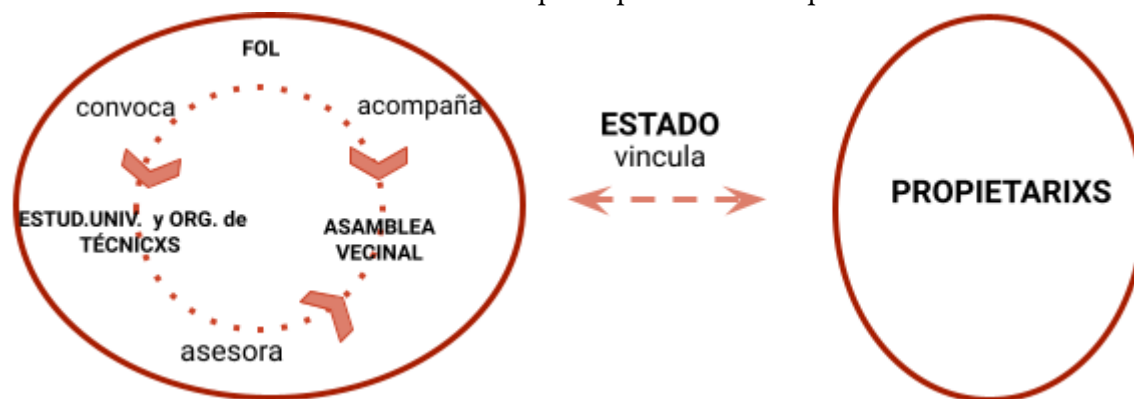 FOL
convoca
acompaña
ESTADO
vincula
PROPIETARIXS
ESTUD.UNIV. y ORG. de
TÉCNICXS
ASAMBLEA
VECINAL
asesora